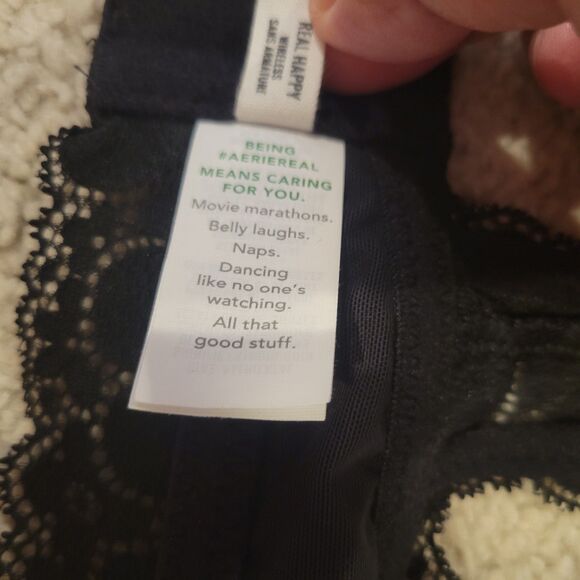 REAL HAPPY
WIRELESS
SANS ARMATURE
BEING
#AERIEREAL
MEANS CARING
FOR YOU.
Movie marathons.
Belly laughs.
Naps.
Dancing
like no one's
watching.
All that
good stuff.